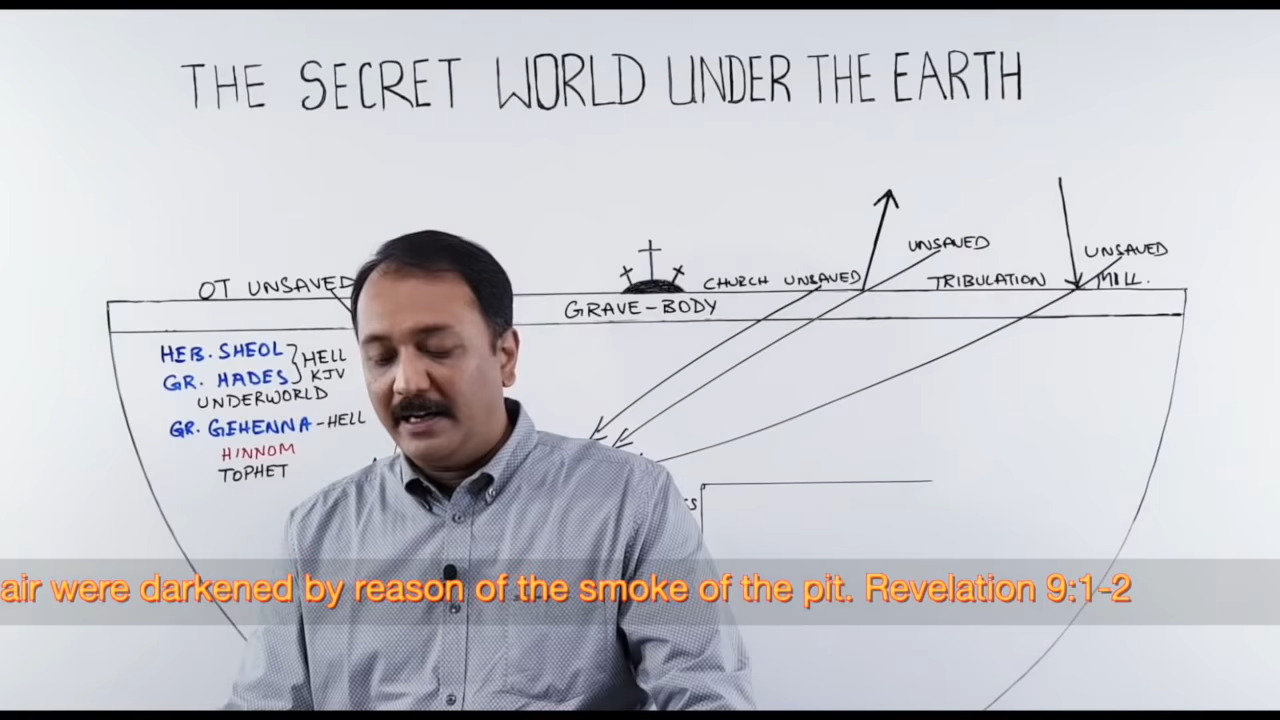 THE SECRET WORLD UNDER THE EARTH
UNSAVED
UNSAVED
OT UNSAVED
CHURCH UNSAVED
TRIBULATION
MILL.
GRAVE-BODY
HEB. SHEOL
GR. HADES
HELL
KJV
UNDERWORLD
GR. GEHENNA-HELL
HINNOM
TOPHET
air were darkened by reason of the smoke of the pit. Revelation 9:1-2